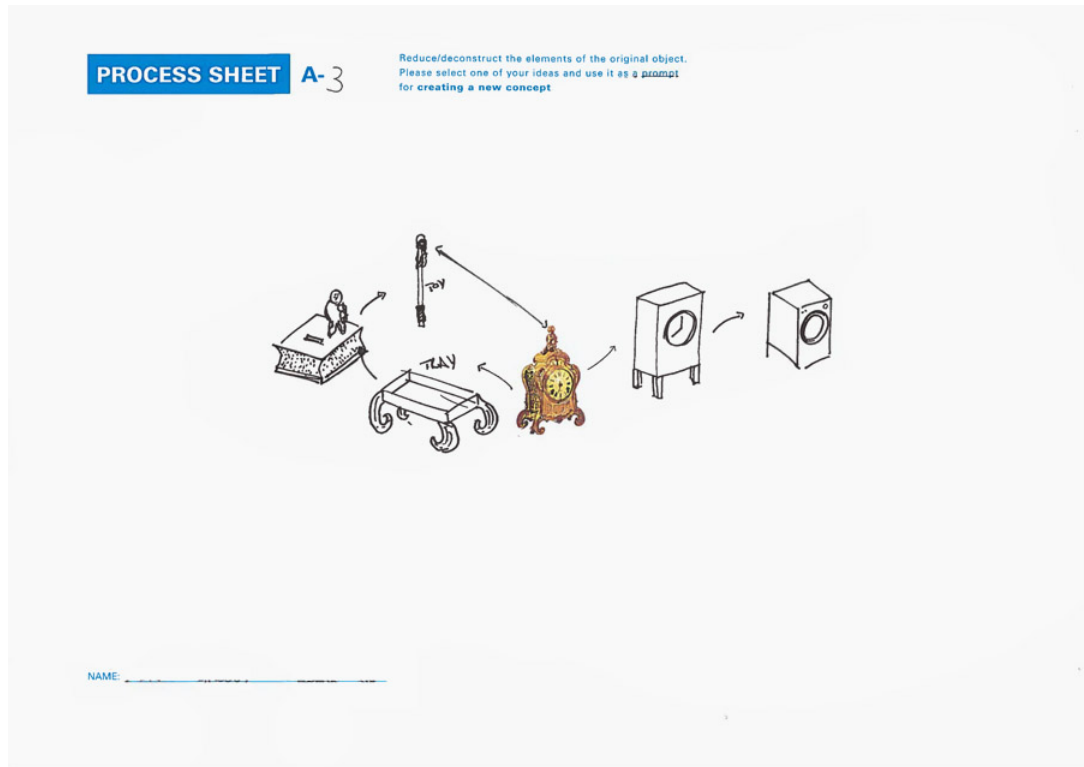 PROCESS SHEET A-3
Reduce/deconstruct the elements of the original object.
Please select one of your ideas and use it as a prompt
for creating a new concept
TOY
TRAY
NAME: